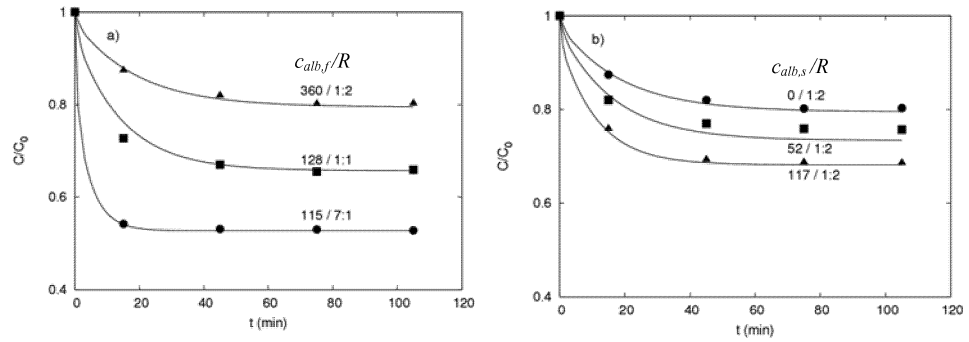 a)
c_alb,f/R
360 / 1:2
128 / 1:1
115 / 7:1
C/C0
1
0.8
0.6
0.4
0 20 40 60 80 100 120
t (min)
b)
c_alb,s/R
0 / 1:2
52 / 1:2
117 / 1:2
C/C0
1
0.8
0.6
0.4
0 20 40 60 80 100 120
t (min)